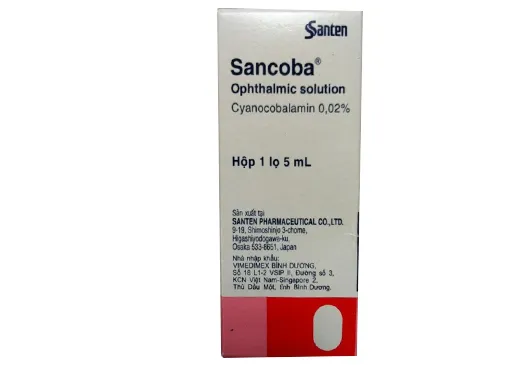 Santen
Sancoba®
Ophthalmic solution
Cyanocobalamin 0,02%
Hộp 1 lọ 5 mL
Sản xuất tại
SANTEN PHARMACEUTICAL CO.,LTD.
9-19, Shimoshinjo 3-chome,
Higashiyodogawa-ku,
Osaka 533-8651, Japan
Nhà nhập khẩu:
VIMEDIMEX BÌNH DƯƠNG,
Số 18 L1-2 VSIP II, Đường số 3,
KCN Việt Nam-Singapore 2,
Thủ Dầu Một, tỉnh Bình Dương.